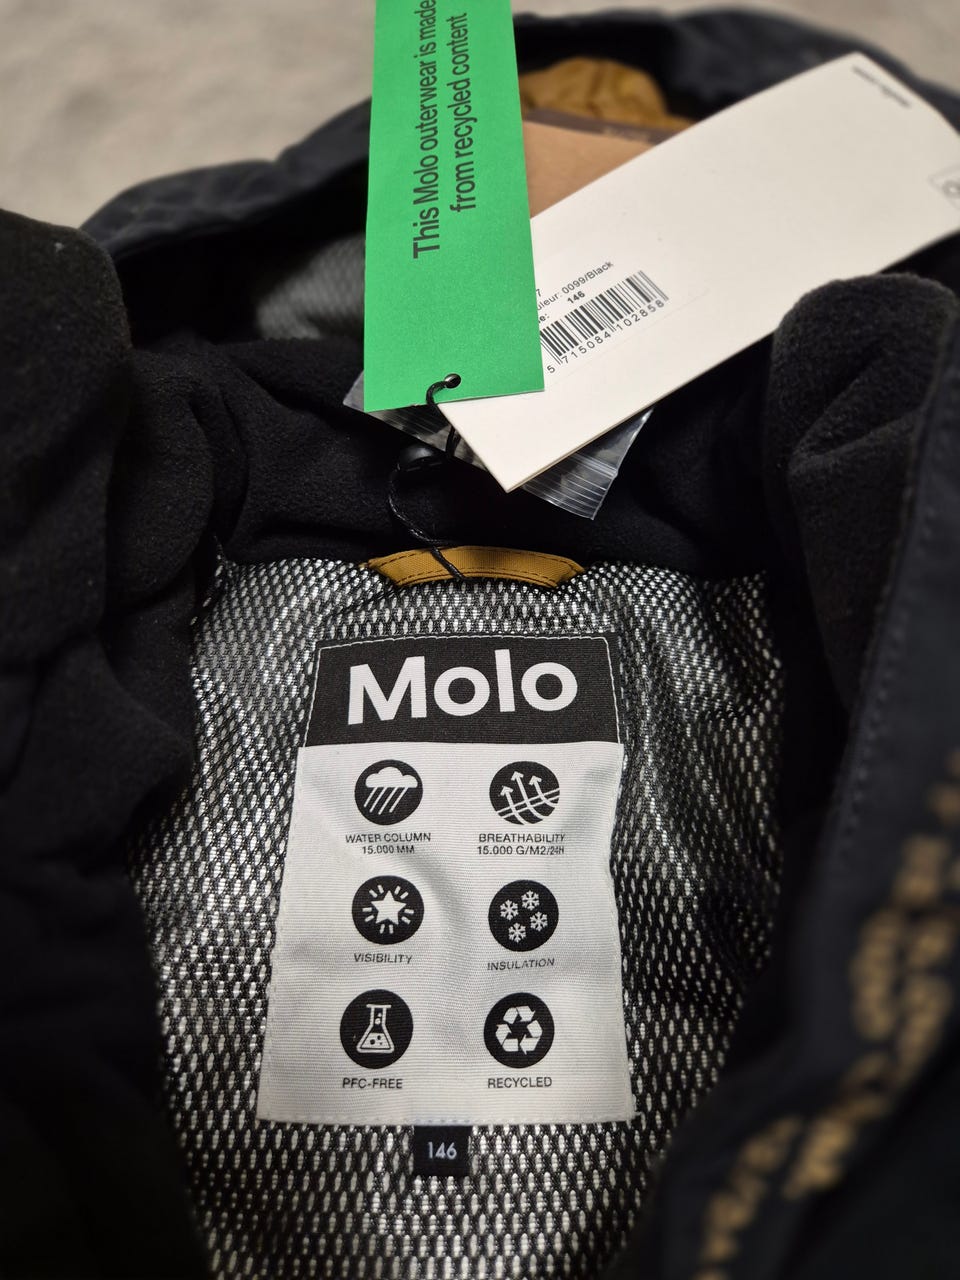 This Molo outerwear is made
from recycled content
7
uleur: 0099/Black
e: 146
5 715084 102858
Molo
WATER COLUMN
15.000 MM
BREATHABILITY
15.000 G/M2/24H
VISIBILITY
INSULATION
PFC-FREE
RECYCLED
146